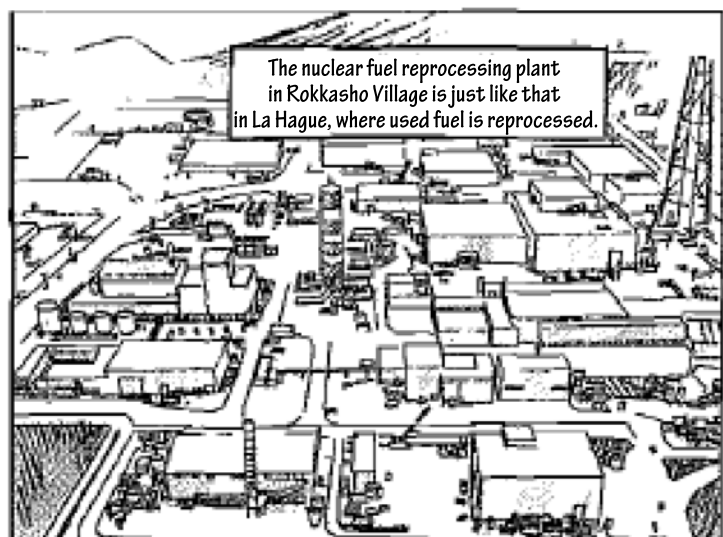 The nuclear fuel reprocessing plant
in Rokkasho Village is just like that
in La Hague, where used fuel is reprocessed.